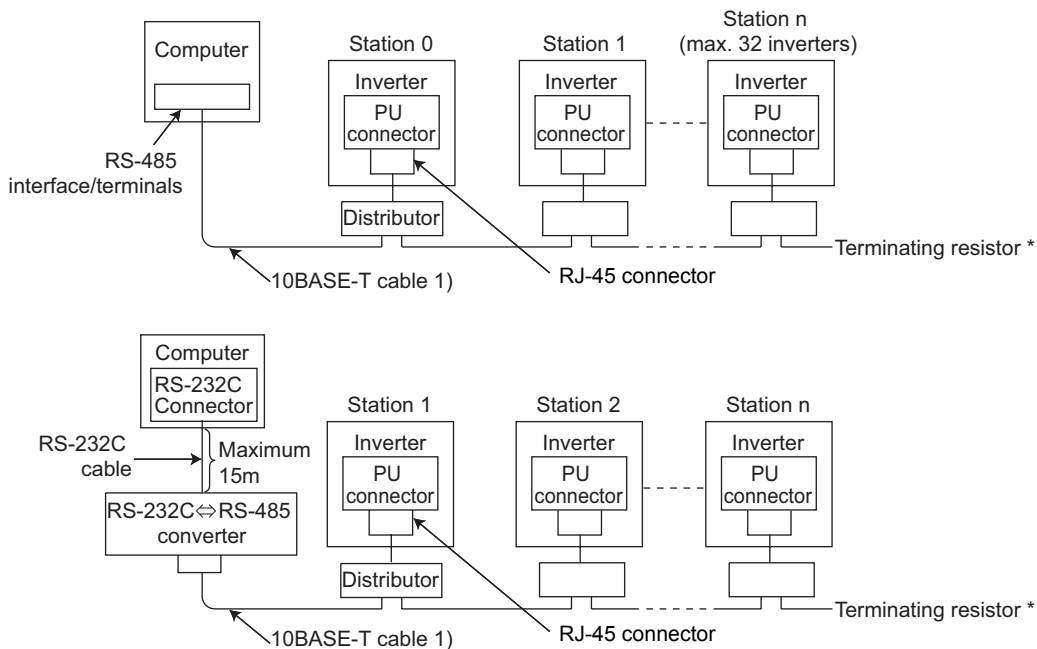 Computer
RS-485
interface/terminals
Station 0
Inverter
PU
connector
Distributor
Station 1
Inverter
PU
connector
Station n
(max. 32 inverters)
Inverter
PU
connector
Terminating resistor *
10BASE-T cable 1)
RJ-45 connector
Computer
RS-232C
Connector
RS-232C
cable
Maximum
15m
RS-232C⇔RS-485
converter
Station 1
Inverter
PU
connector
Distributor
Station 2
Inverter
PU
connector
Station n
Inverter
PU
connector
Terminating resistor *
10BASE-T cable 1)
RJ-45 connector